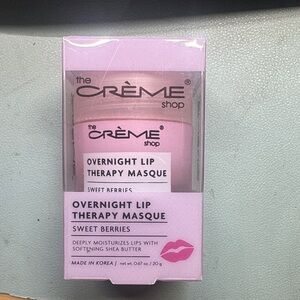 the
CRÈME®
shop
the
CRÈME®
shop
OVERNIGHT LIP
THERAPY MASQUE
SWEET BERRIES
OVERNIGHT LIP
THERAPY MASQUE
SWEET BERRIES
DEEPLY MOISTURIZES LIPS WITH
SOFTENING SHEA BUTTER
MADE IN KOREA | net wt. 0.67 oz. / 20 g